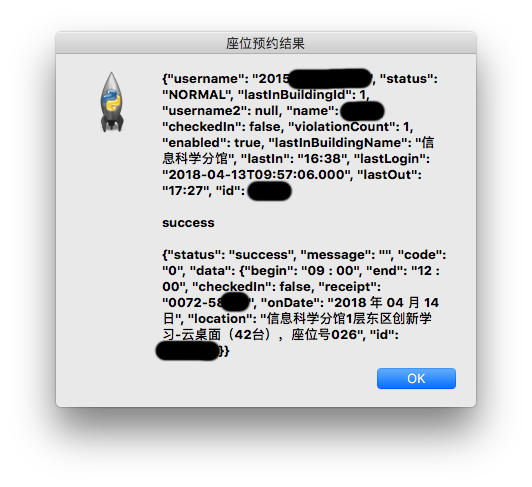 座位预约结果
{"username": "2015 ", "status":
"NORMAL", "lastInBuildingId": 1,
"username2": null, "name":
"checkedIn": false, "violationCount": 1,
"enabled": true, "lastInBuildingName": "信
息科学分馆", "lastIn": "16:38", "lastLogin":
"2018-04-13T09:57:06.000", "lastOut":
"17:27", "id":
success
{"status": "success", "message": "", "code":
"0", "data": {"begin": "09 : 00", "end": "12 :
00", "checkedIn": false, "receipt":
"0072-58 ", "onDate": "2018 年 04 月 14
日", "location": "信息科学分馆1层东区创新学
习-云桌面（42台），座位号026", "id":
}}
OK